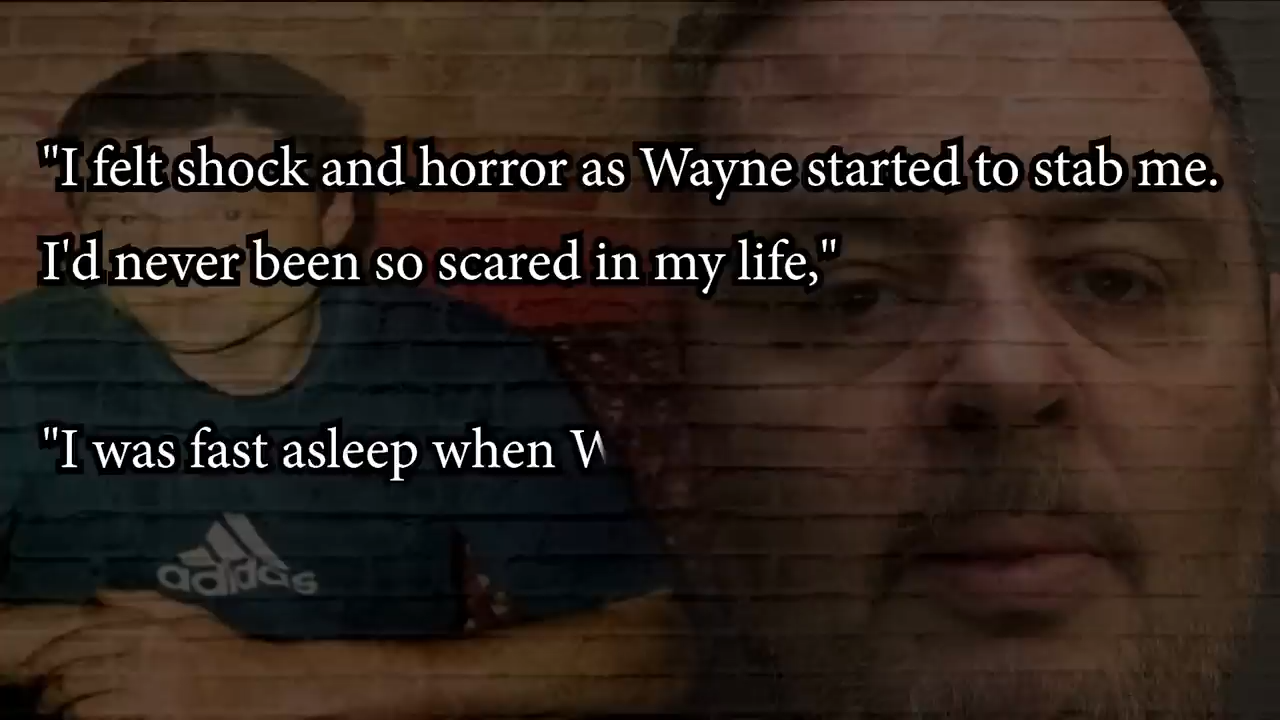 "I felt shock and horror as Wayne started to stab me.
I'd never been so scared in my life,"
"I was fast asleep when
adidas